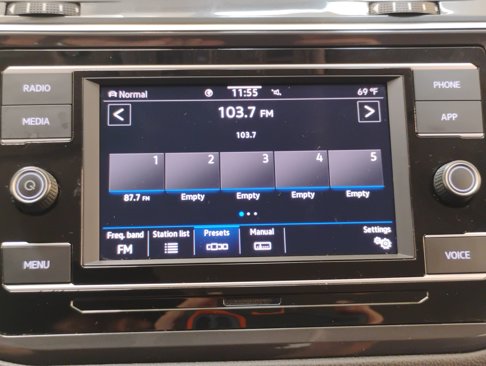 RADIO
MEDIA
MENU
PHONE
APP
VOICE
Normal 11:55 69 °F
< 103.7 FM >
103.7
1 2 3 4 5
87.7 FM Empty Empty Empty Empty
Freq. band Station list Presets Manual Settings
FM